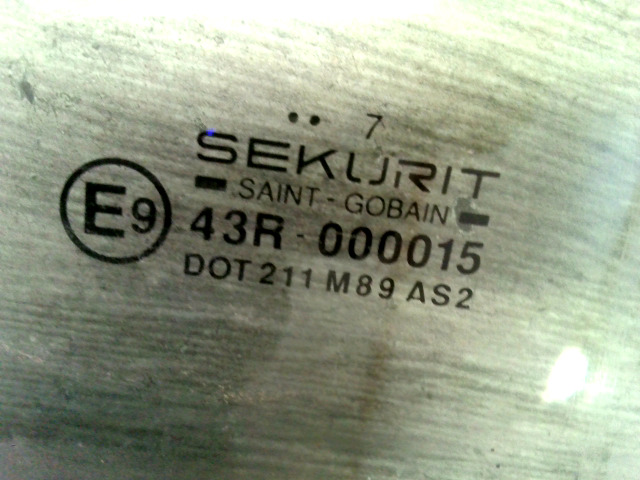 .. 7
SEKURIT
SAINT-GOBAIN
E9
43R-000015
DOT 211 M89 AS2